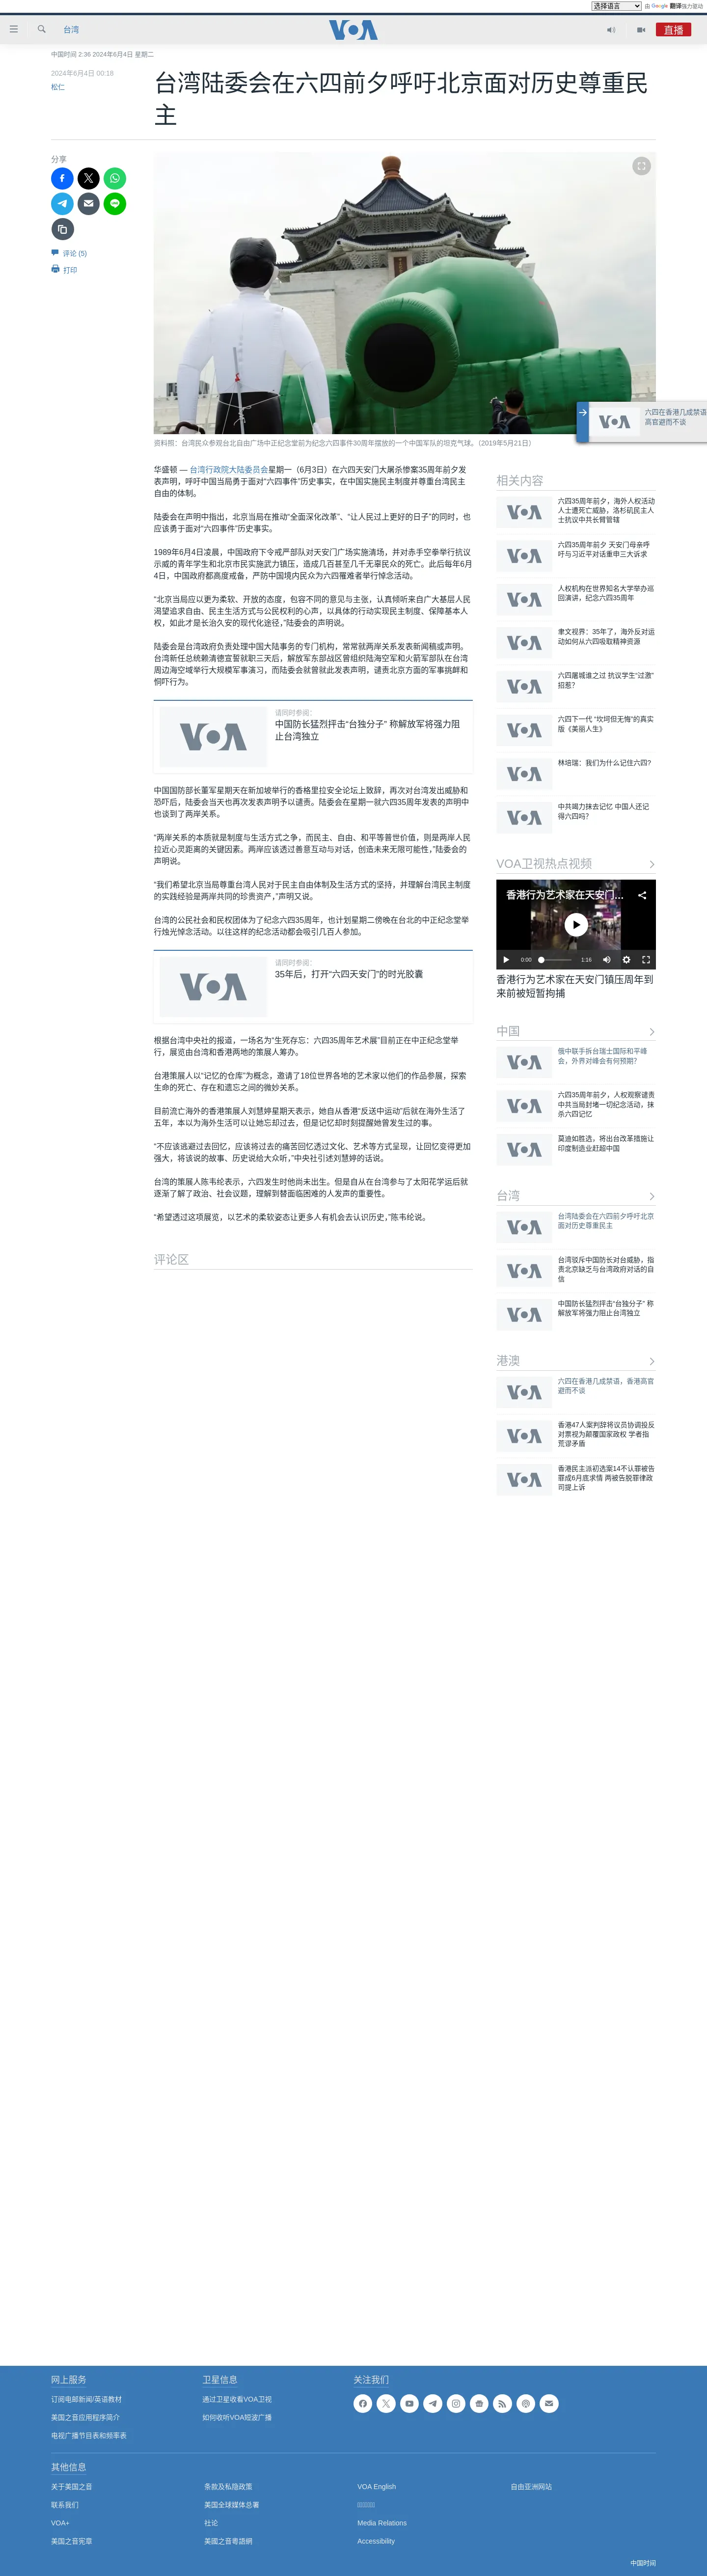 选择语言
由 Google 翻译强力驱动
台湾
VOA
直播
中国时间 2:36 2024年6月4日 星期二
2024年6月4日 00:18
松仁
台湾陆委会在六四前夕呼吁北京面对历史尊重民
主
分享
评论 (5)
打印
资料照：台湾民众参观台北自由广场中正纪念堂前为纪念六四事件30周年摆放的一个中国军队的坦克气球。（2019年5月21日）
六四在香港几成禁语
高官避而不谈
华盛顿 — 台湾行政院大陆委员会星期一（6月3日）在六四天安门大屠杀惨案35周年前夕发
表声明，呼吁中国当局勇于面对“六四事件”历史事实，在中国实施民主制度并尊重台湾民主
自由的体制。
陆委会在声明中指出，北京当局在推动“全面深化改革”、“让人民过上更好的日子”的同时，也
应该勇于面对“六四事件”历史事实。
1989年6月4日凌晨，中国政府下令戒严部队对天安门广场实施清场，并对赤手空拳举行抗议
示威的青年学生和北京市民实施武力镇压，造成几百甚至几千无辜民众的死亡。此后每年6月
4日，中国政府都高度戒备，严防中国境内民众为六四罹难者举行悼念活动。
“北京当局应以更为柔软、开放的态度，包容不同的意见与主张，认真倾听来自广大基层人民
渴望追求自由、民主生活方式与公民权利的心声，以具体的行动实现民主制度、保障基本人
权，如此才是长治久安的现代化途径，”陆委会的声明说。
陆委会是台湾政府负责处理中国大陆事务的专门机构，常常就两岸关系发表新闻稿或声明。
台湾新任总统赖清德宣誓就职三天后，解放军东部战区曾组织陆海空军和火箭军部队在台湾
周边海空域举行大规模军事演习，而陆委会就曾就此发表声明，谴责北京方面的军事挑衅和
恫吓行为。
请同时参阅：
中国防长猛烈抨击“台独分子” 称解放军将强力阻
止台湾独立
中国国防部长董军星期天在新加坡举行的香格里拉安全论坛上致辞，再次对台湾发出威胁和
恐吓后，陆委会当天也再次发表声明予以谴责。陆委会在星期一就六四35周年发表的声明中
也谈到了两岸关系。
“两岸关系的本质就是制度与生活方式之争，而民主、自由、和平等普世价值，则是两岸人民
拉近心灵距离的关键因素。两岸应该透过善意互动与对话，创造未来无限可能性，”陆委会的
声明说。
“我们希望北京当局尊重台湾人民对于民主自由体制及生活方式的坚持，并理解台湾民主制度
的实践经验是两岸共同的珍贵资产，”声明又说。
台湾的公民社会和民权团体为了纪念六四35周年，也计划星期二傍晚在台北的中正纪念堂举
行烛光悼念活动。以往这样的纪念活动都会吸引几百人参加。
请同时参阅：
35年后，打开“六四天安门”的时光胶囊
根据台湾中央社的报道，一场名为“生死存忘：六四35周年艺术展”目前正在中正纪念堂举
行，展览由台湾和香港两地的策展人筹办。
台港策展人以“记忆的仓库”为概念，邀请了18位世界各地的艺术家以他们的作品参展，探索
生命的死亡、存在和遗忘之间的微妙关系。
目前流亡海外的香港策展人刘慧婷星期天表示，她自从香港“反送中运动”后就在海外生活了
五年，本以为海外生活可以让她忘却过去，但是记忆却时刻提醒她曾发生过的事。
“不应该逃避过去回忆，应该将过去的痛苦回忆透过文化、艺术等方式呈现，让回忆变得更加
强大，将该说的故事、历史说给大众听，”中央社引述刘慧婷的话说。
台湾的策展人陈韦纶表示，六四发生时他尚未出生。但是自从在台湾参与了太阳花学运后就
逐渐了解了政治、社会议题，理解到替面临困难的人发声的重要性。
“希望透过这项展览，以艺术的柔软姿态让更多人有机会去认识历史，”陈韦纶说。
评论区
相关内容
六四35周年前夕，海外人权活动
人士遭死亡威胁，洛杉矶民主人
士抗议中共长臂管辖
六四35周年前夕 天安门母亲呼
吁与习近平对话重申三大诉求
人权机构在世界知名大学举办巡
回演讲，纪念六四35周年
聿文视界：35年了，海外反对运
动如何从六四吸取精神资源
六四屠城谁之过 抗议学生“过激”
招惹？
六四下一代 “坎坷但无悔”的真实
版《美丽人生》
林培瑞：我们为什么记住六四?
中共竭力抹去记忆 中国人还记
得六四吗？
VOA卫视热点视频
香港行为艺术家在天安门…
0:00
1:16
香港行为艺术家在天安门镇压周年到
来前被短暂拘捕
中国
俄中联手拆台瑞士国际和平峰
会，外界对峰会有何预期?
六四35周年前夕，人权观察谴责
中共当局封堵一切纪念活动，抹
杀六四记忆
莫迪如胜选，将出台改革措施让
印度制造业赶超中国
台湾
台湾陆委会在六四前夕呼吁北京
面对历史尊重民主
台湾驳斥中国防长对台威胁，指
责北京缺乏与台湾政府对话的自
信
中国防长猛烈抨击“台独分子” 称
解放军将强力阻止台湾独立
港澳
六四在香港几成禁语，香港高官
避而不谈
香港47人案判辞将议员协调投反
对票视为颠覆国家政权 学者指
荒谬矛盾
香港民主派初选案14不认罪被告
罪成6月底求情 两被告脱罪律政
司提上诉
网上服务
订阅电邮新闻/英语教材
美国之音应用程序简介
电视广播节目表和频率表
卫星信息
通过卫星收看VOA卫视
如何收听VOA短波广播
关注我们
其他信息
关于美国之音
条款及私隐政策
VOA English
自由亚洲网站
联系我们
美国全球媒体总署
VOA+
社论
Media Relations
美国之音宪章
美國之音粵語網
Accessibility
中国时间